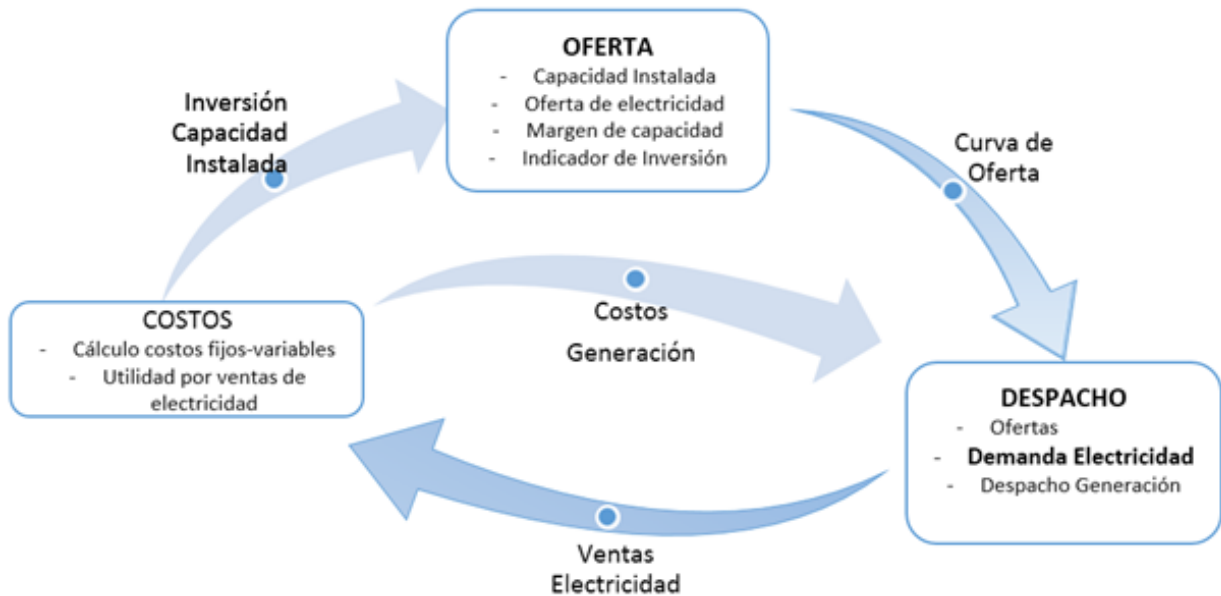 OFERTA
- Capacidad Instalada
- Oferta de electricidad
- Margen de capacidad
- Indicador de Inversión
Inversión
Capacidad
Instalada
Curva de
Oferta
Costos
Generación
COSTOS
- Cálculo costos fijos-variables
- Utilidad por ventas de
electricidad
DESPACHO
- Ofertas
- Demanda Electricidad
- Despacho Generación
Ventas
Electricidad